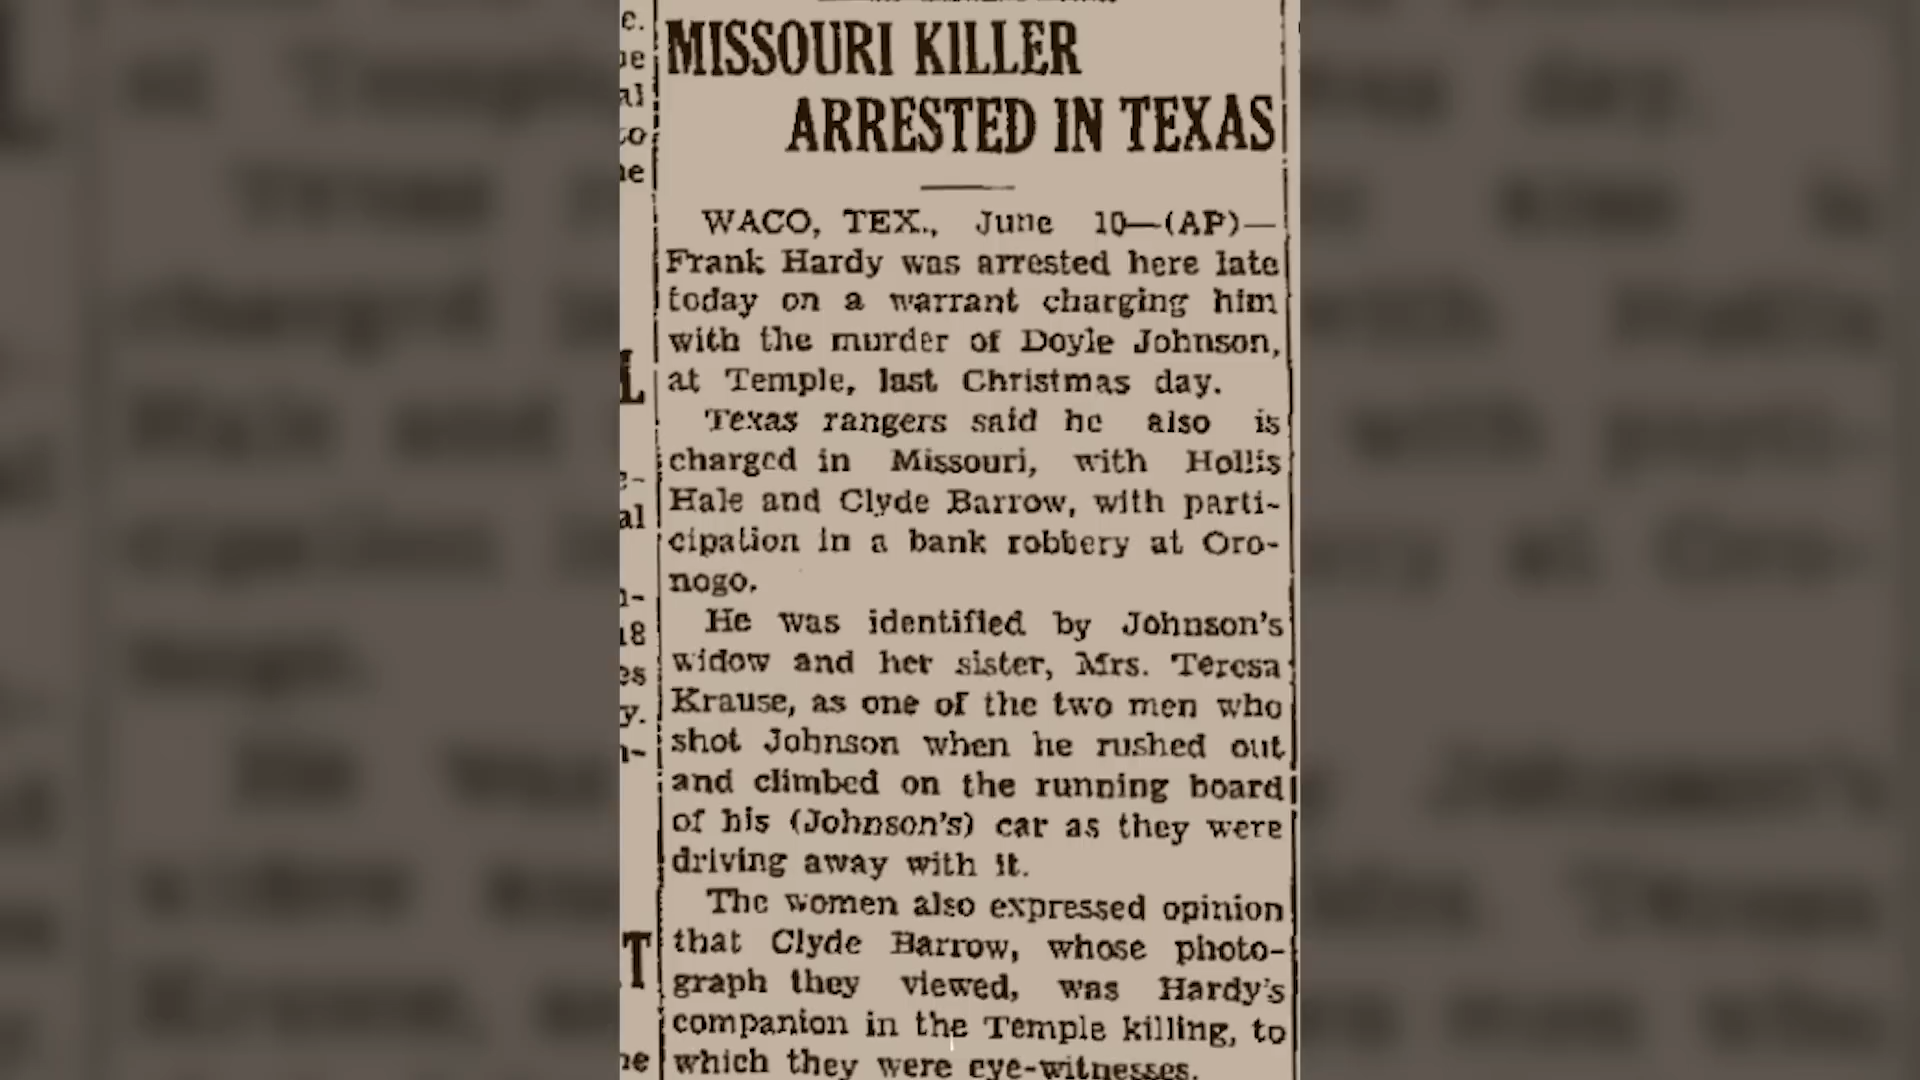 MISSOURI KILLER
ARRESTED IN TEXAS
WACO, TEX., June 10—(AP)—
Frank Hardy was arrested here late
today on a warrant charging him
with the murder of Doyle Johnson,
at Temple, last Christmas day.
Texas rangers said he also is
charged in Missouri, with Hollis
Hale and Clyde Barrow, with parti-
cipation in a bank robbery at Oro-
nogo.
He was identified by Johnson's
widow and her sister, Mrs. Teresa
Krause, as one of the two men who
shot Johnson when he rushed out
and climbed on the running board
of his (Johnson's) car as they were
driving away with it.
The women also expressed opinion
that Clyde Barrow, whose photo-
graph they viewed, was Hardy's
companion in the Temple killing, to
which they were eye-witnesses.